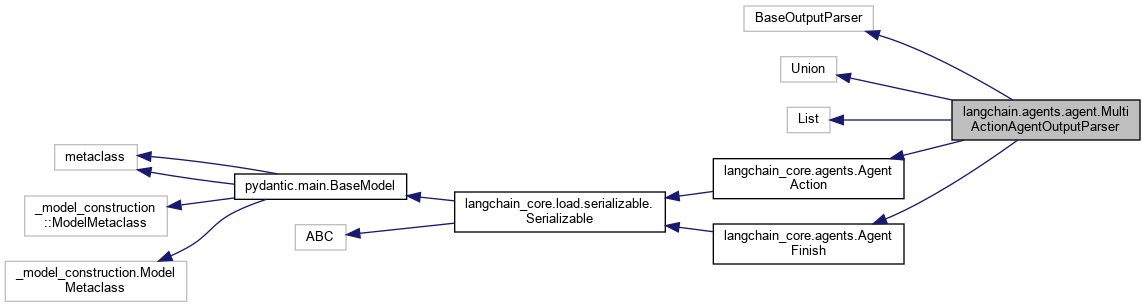 BaseOutputParser
Union
langchain.agents.agent.Multi
ActionAgentOutputParser
List
metaclass
langchain_core.agents.Agent
Action
pydantic.main.BaseModel
_model_construction
::ModelMetaclass
langchain_core.load.serializable.
Serializable
ABC
langchain_core.agents.Agent
Finish
_model_construction.Model
Metaclass